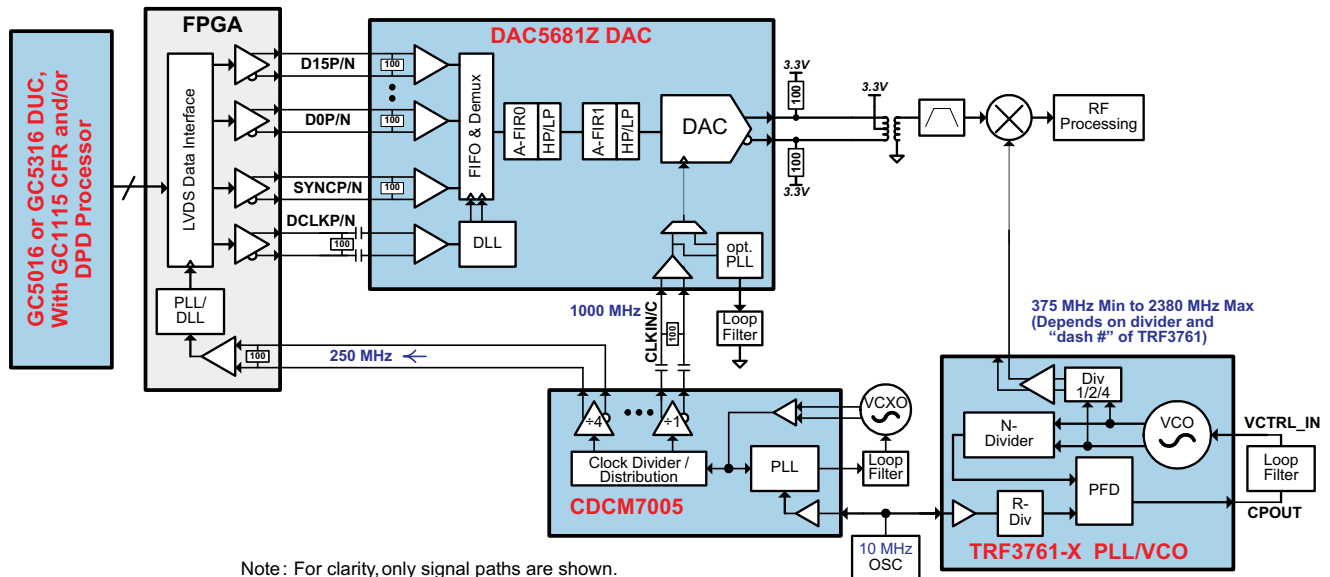 GC5016 or GC5316 DUC,
With GC1115 CFR and/or
DPD Processor
FPGA
LVDS Data Interface
PLL/
DLL
100
250 MHz
D15P/N
100
D0P/N
100
SYNCP/N
100
DCLKP/N
100
DAC5681Z DAC
FIFO & Demux
DLL
A-FIR0
HP/LP
A-FIR1
HP/LP
DAC
opt.
PLL
Loop
Filter
1000 MHz
CLKIN/C
100
3.3V
100
100
3.3V
3.3V
RF
Processing
375 MHz Min to 2380 MHz Max
(Depends on divider and
"dash #" of TRF3761)
÷4
÷1
Clock Divider /
Distribution
PLL
VCXO
Loop
Filter
CDCM7005
10 MHz
OSC
Div
1/2/4
N-
Divider
VCO
PFD
R-
Div
VCTRL_IN
Loop
Filter
CPOUT
TRF3761-X PLL/VCO
Note: For clarity, only signal paths are shown.